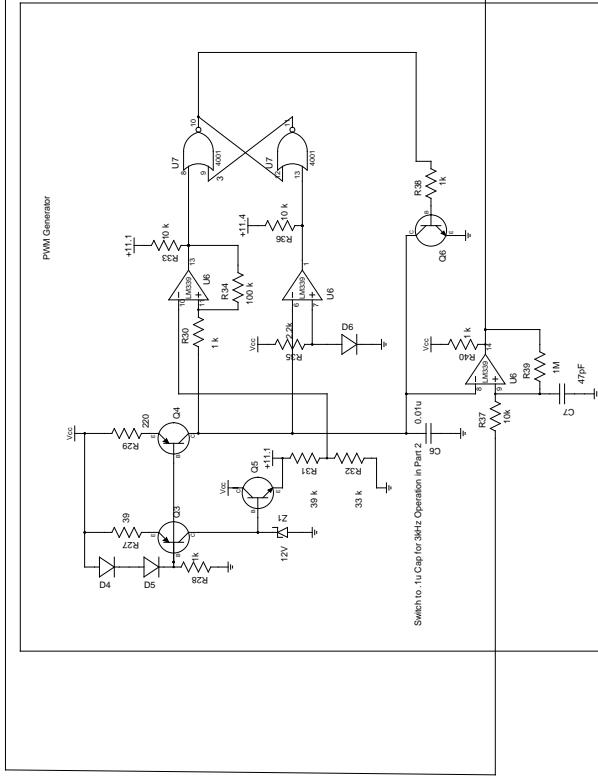 PWM Generator
Vcc
D4
D5
R27
39
R28
1k
Q3
R29
220
Q4
B
E
C
B
E
C
Vcc
Q5
B
C
E
Z1
12V
+11.1
R31
39 k
R32
33 k
R30
1 k
+11.1
R33
10 k
U6
LM339
10
11
13
R34
100 k
Vcc
R35
2.2k
D6
U6
LM339
6
7
1
+11.4
R36
10 k
U7
4001
8
9
10
3
U7
4001
12
13
11
R38
1k
Q6
B
C
E
Switch to .1u Cap for 3kHz Operation in Part 2
0.01u
C6
Vcc
R40
1 k
U6
LM339
8
9
14
R37
10k
R39
1M
C7
47pF